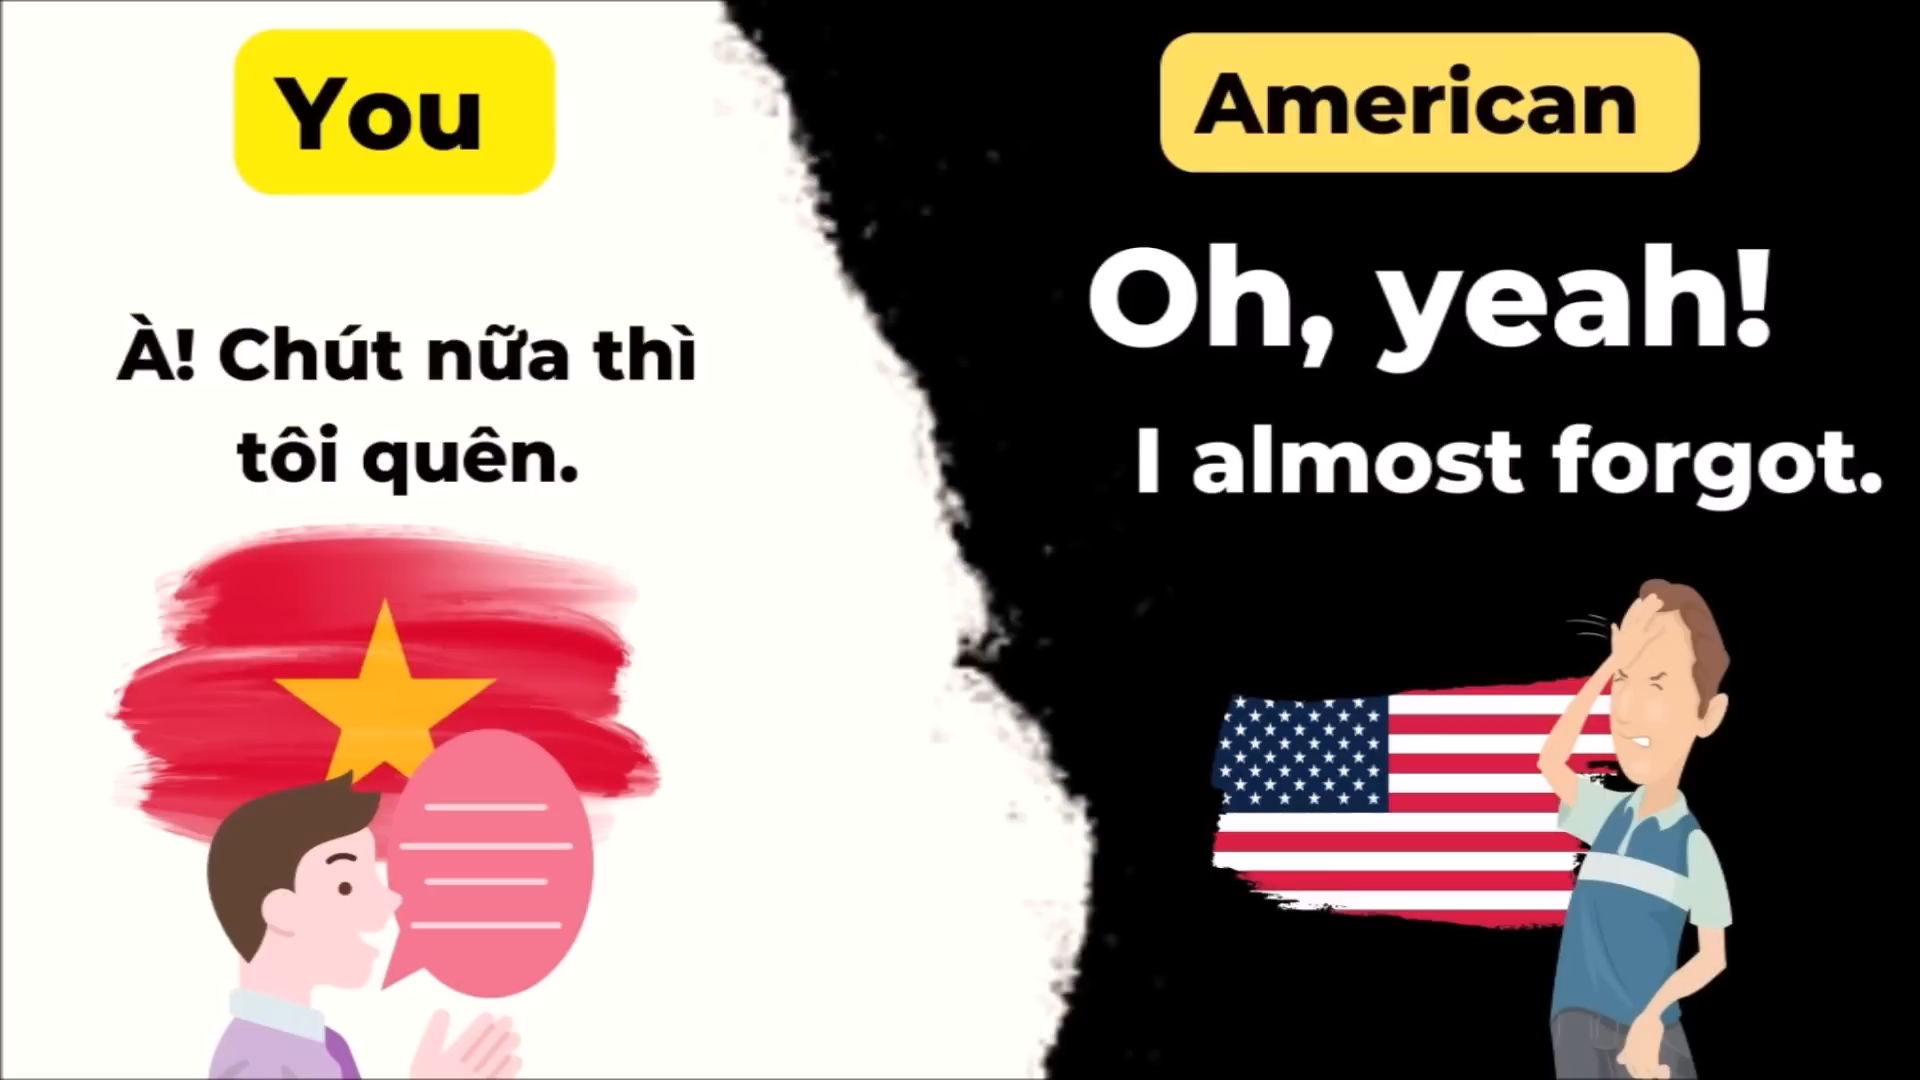 You
À! Chút nữa thì
tôi quên.
American
Oh, yeah!
I almost forgot.